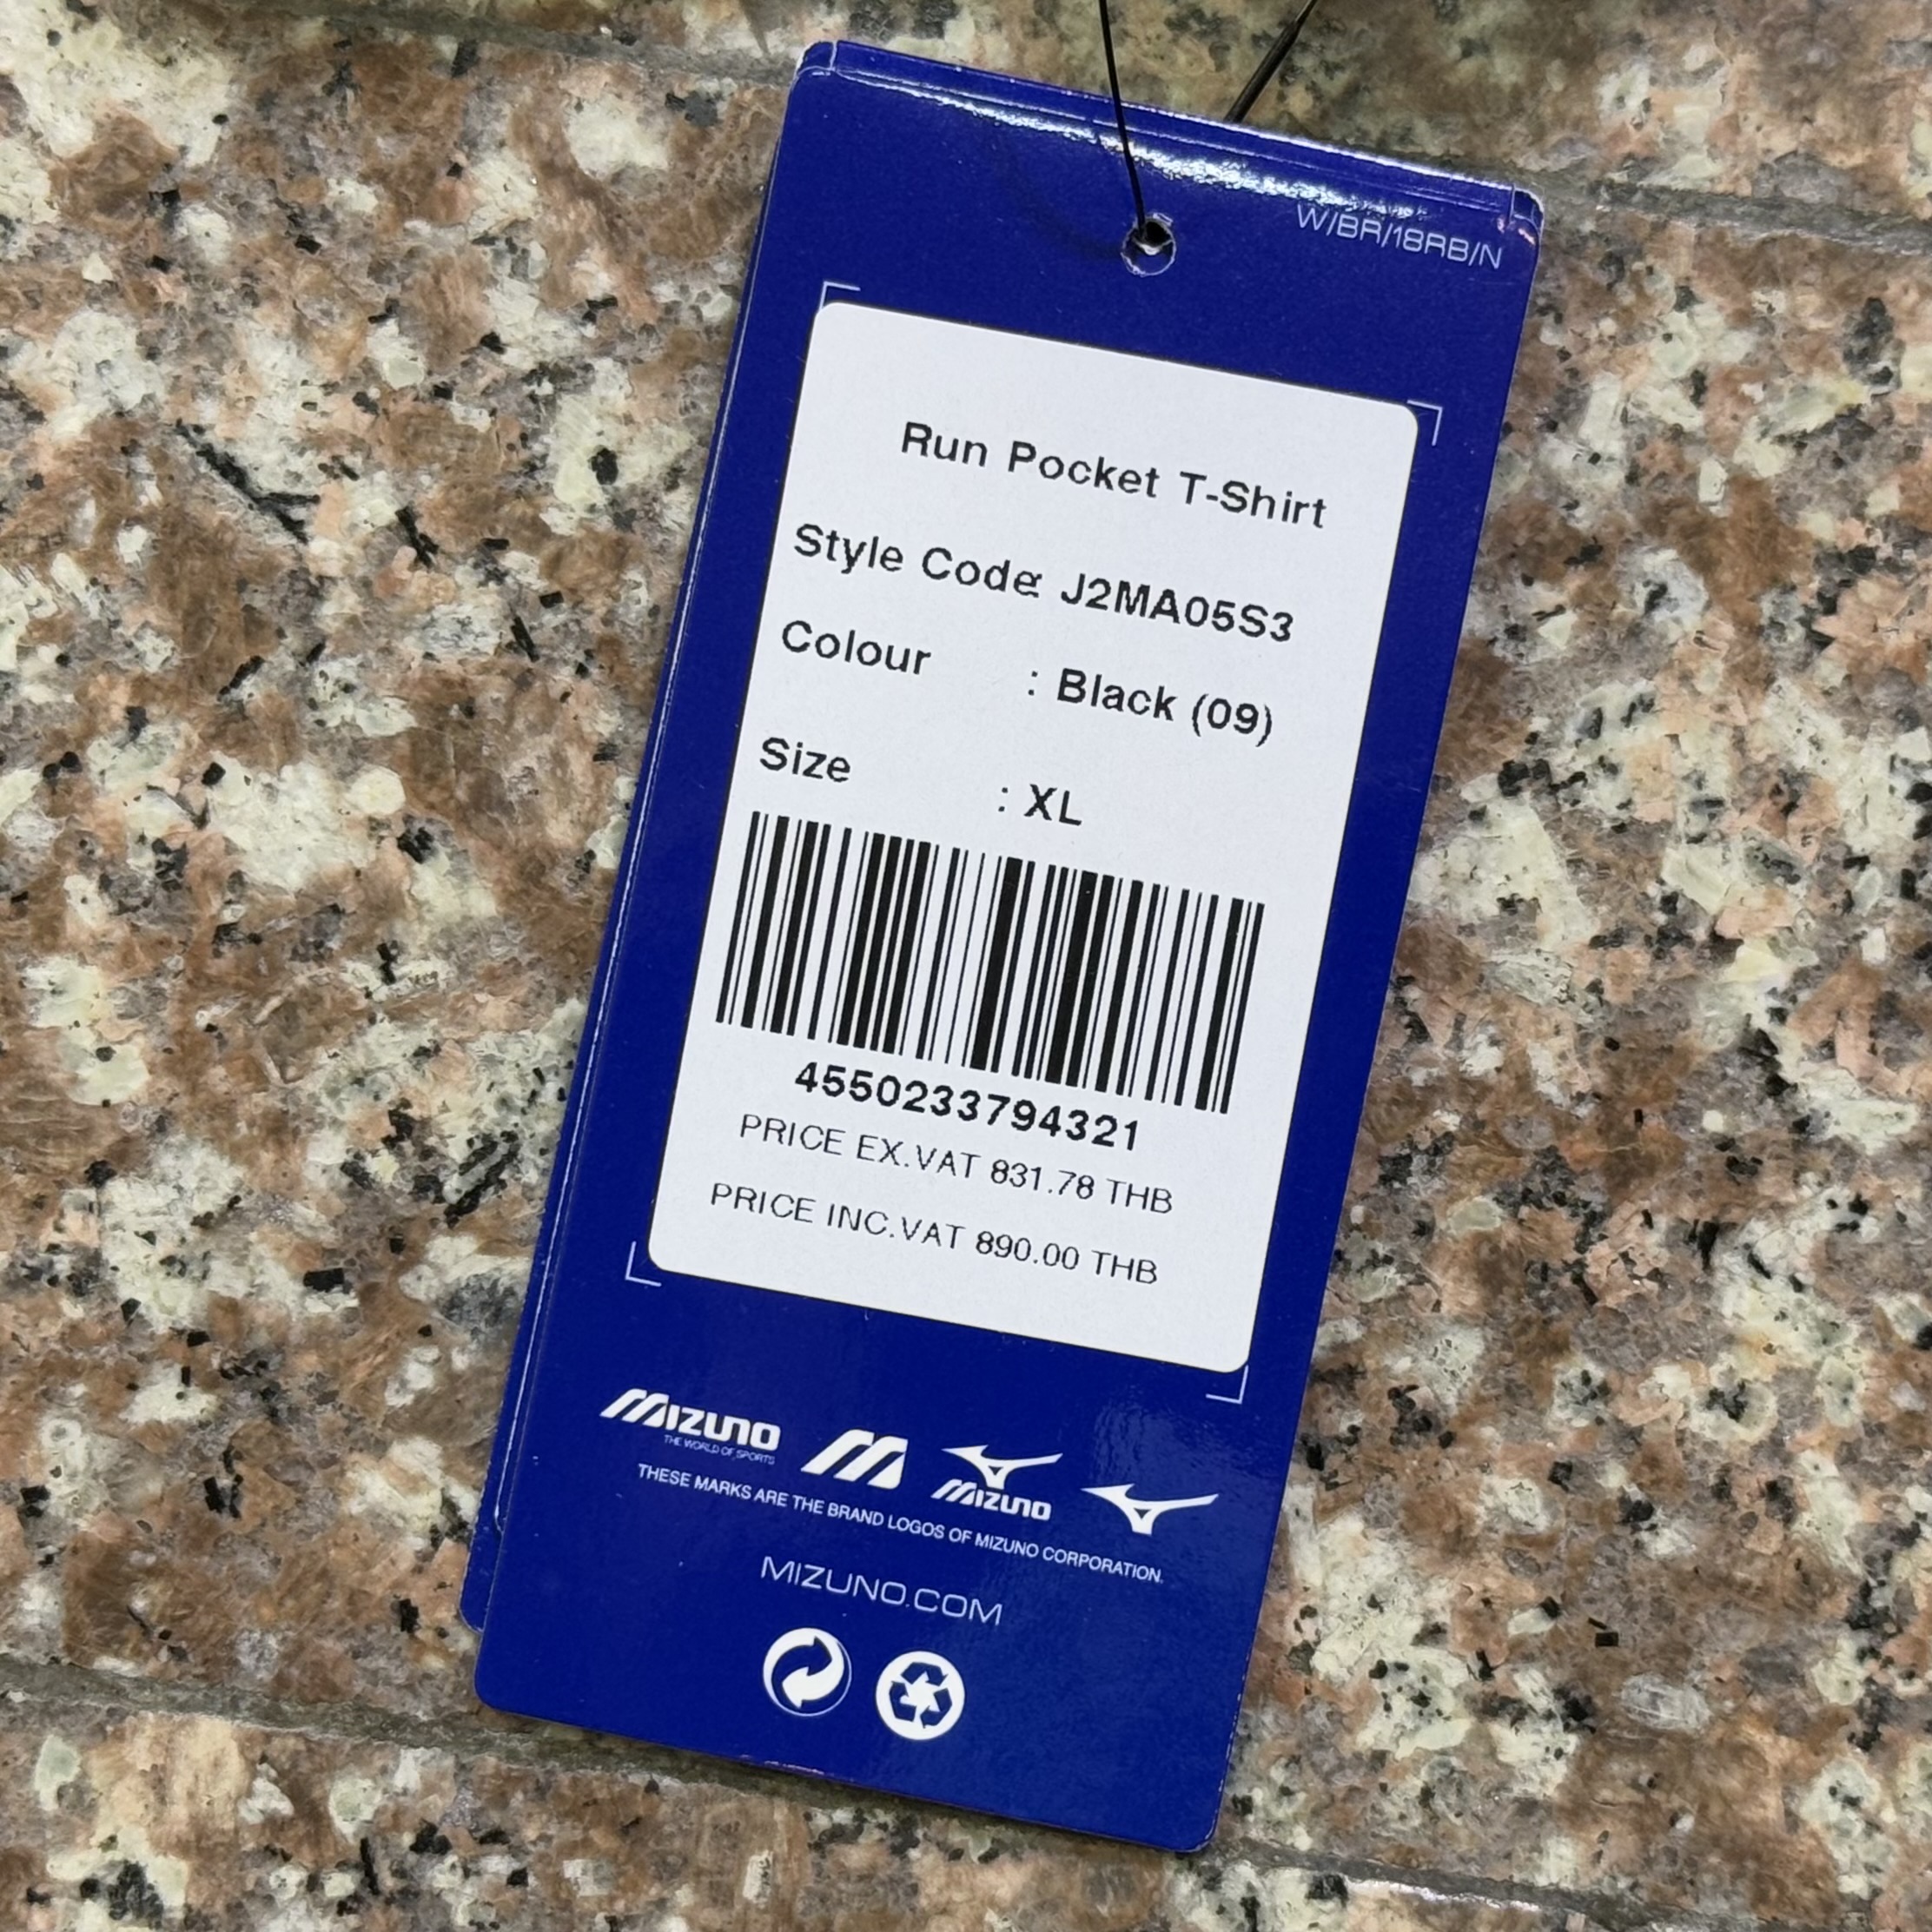 W/BR/18RB/N
Run Pocket T-Shirt
Style Code: J2MA05S3
Colour : Black (09)
Size : XL
4550233794321
PRICE EX.VAT 831.78 THB
PRICE INC.VAT 890.00 THB
MIZUNO
THE WORLD OF SPORTS
MIZUNO
THESE MARKS ARE THE BRAND LOGOS OF MIZUNO CORPORATION.
MIZUNO.COM